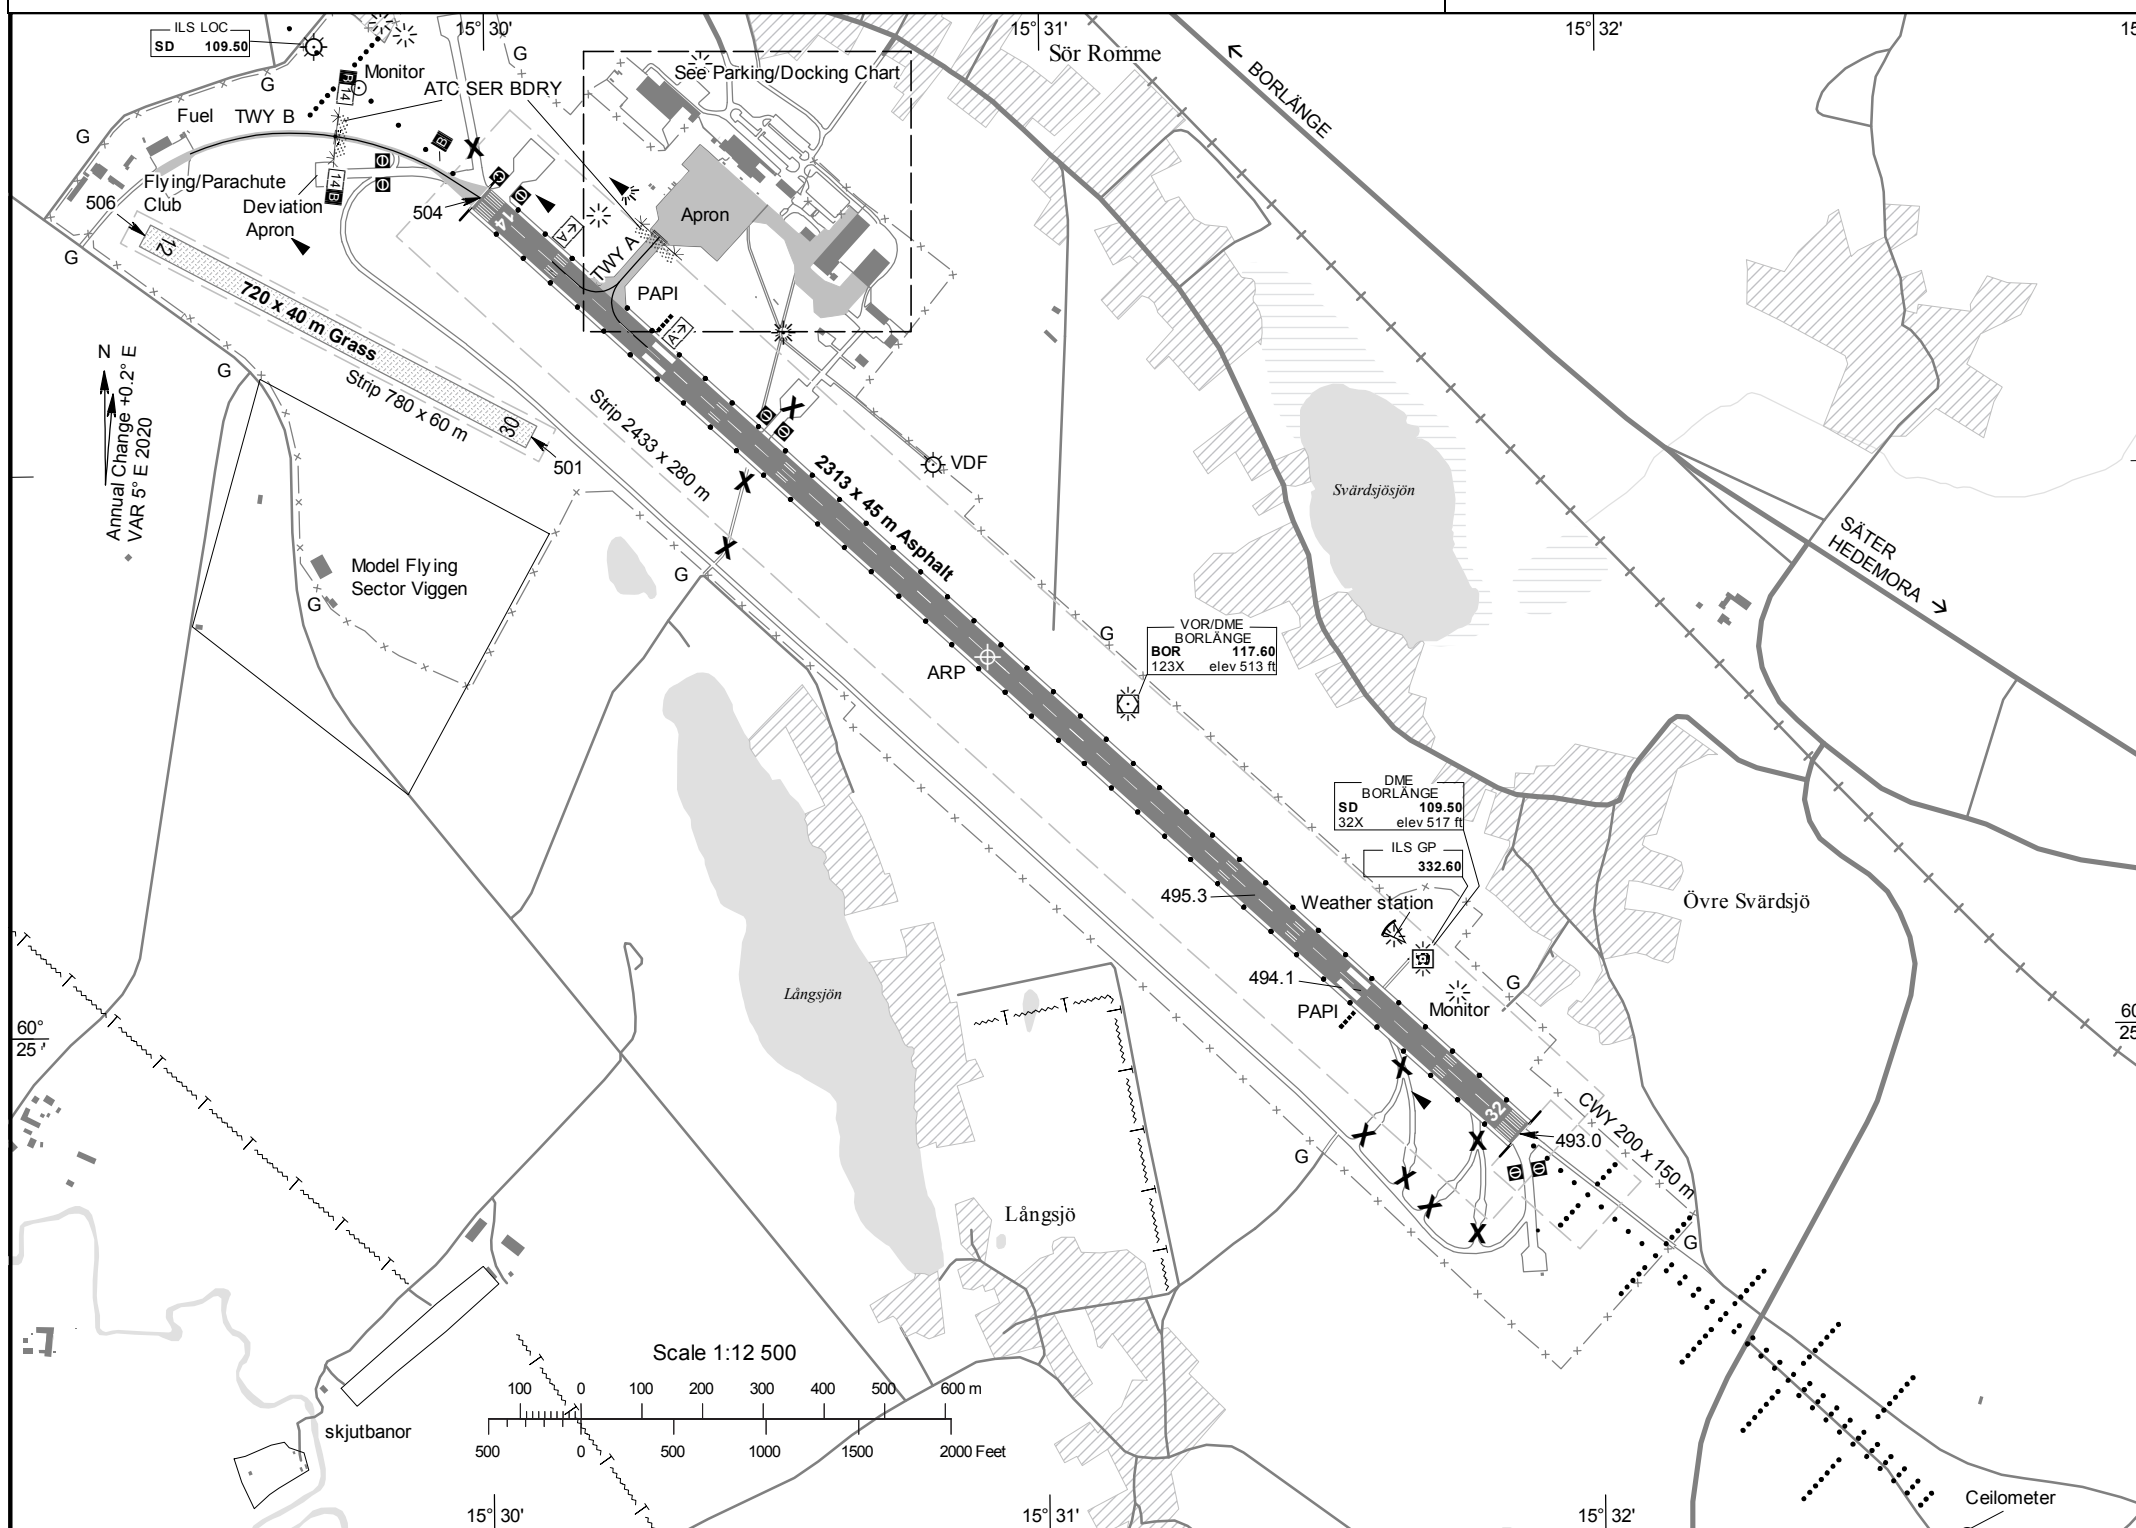 ILS LOC
SD 109.50
15° 30'
15° 31'
15° 32'
15
G
Sör Romme
← BORLÄNGE
See Parking/Docking Chart
Monitor
ATC SER BDRY
R14
G
Fuel
TWY B
B
G
Flying/Parachute
Club
14B
Deviation
Apron
506
504
14
A
Apron
TWY A
PAPI
A
G
12
720 x 40 m Grass
Strip 780 x 60 m
30
501
G
N
Annual Change +0.2° E
VAR 5° E 2020
Strip 2433 x 280 m
2313 x 45 m Asphalt
VDF
Svärdsjösjön
SÄTER
HEDEMORA →
Model Flying
Sector Viggen
G
G
G
VOR/DME
BORLÄNGE
BOR 117.60
123X elev 513 ft
ARP
DME
BORLÄNGE
SD 109.50
32X elev 517 ft
ILS GP
332.60
495.3
Weather station
Övre Svärdsjö
494.1
G
PAPI
Monitor
Långsjön
60°
25'
60
25
32
CWY 200 x 150 m
493.0
G
Långsjö
G
Scale 1:12 500
100 0 100 200 300 400 500 600 m
500 0 500 1000 1500 2000 Feet
skjutbanor
Ceilometer
15° 30'
15° 31'
15° 32'